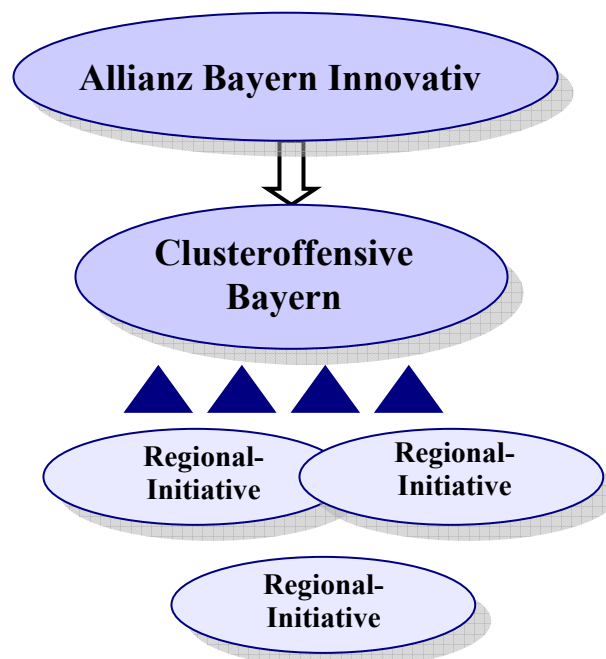 Allianz Bayern Innovativ
Clusteroffensive
Bayern
Regional-
Initiative
Regional-
Initiative
Regional-
Initiative